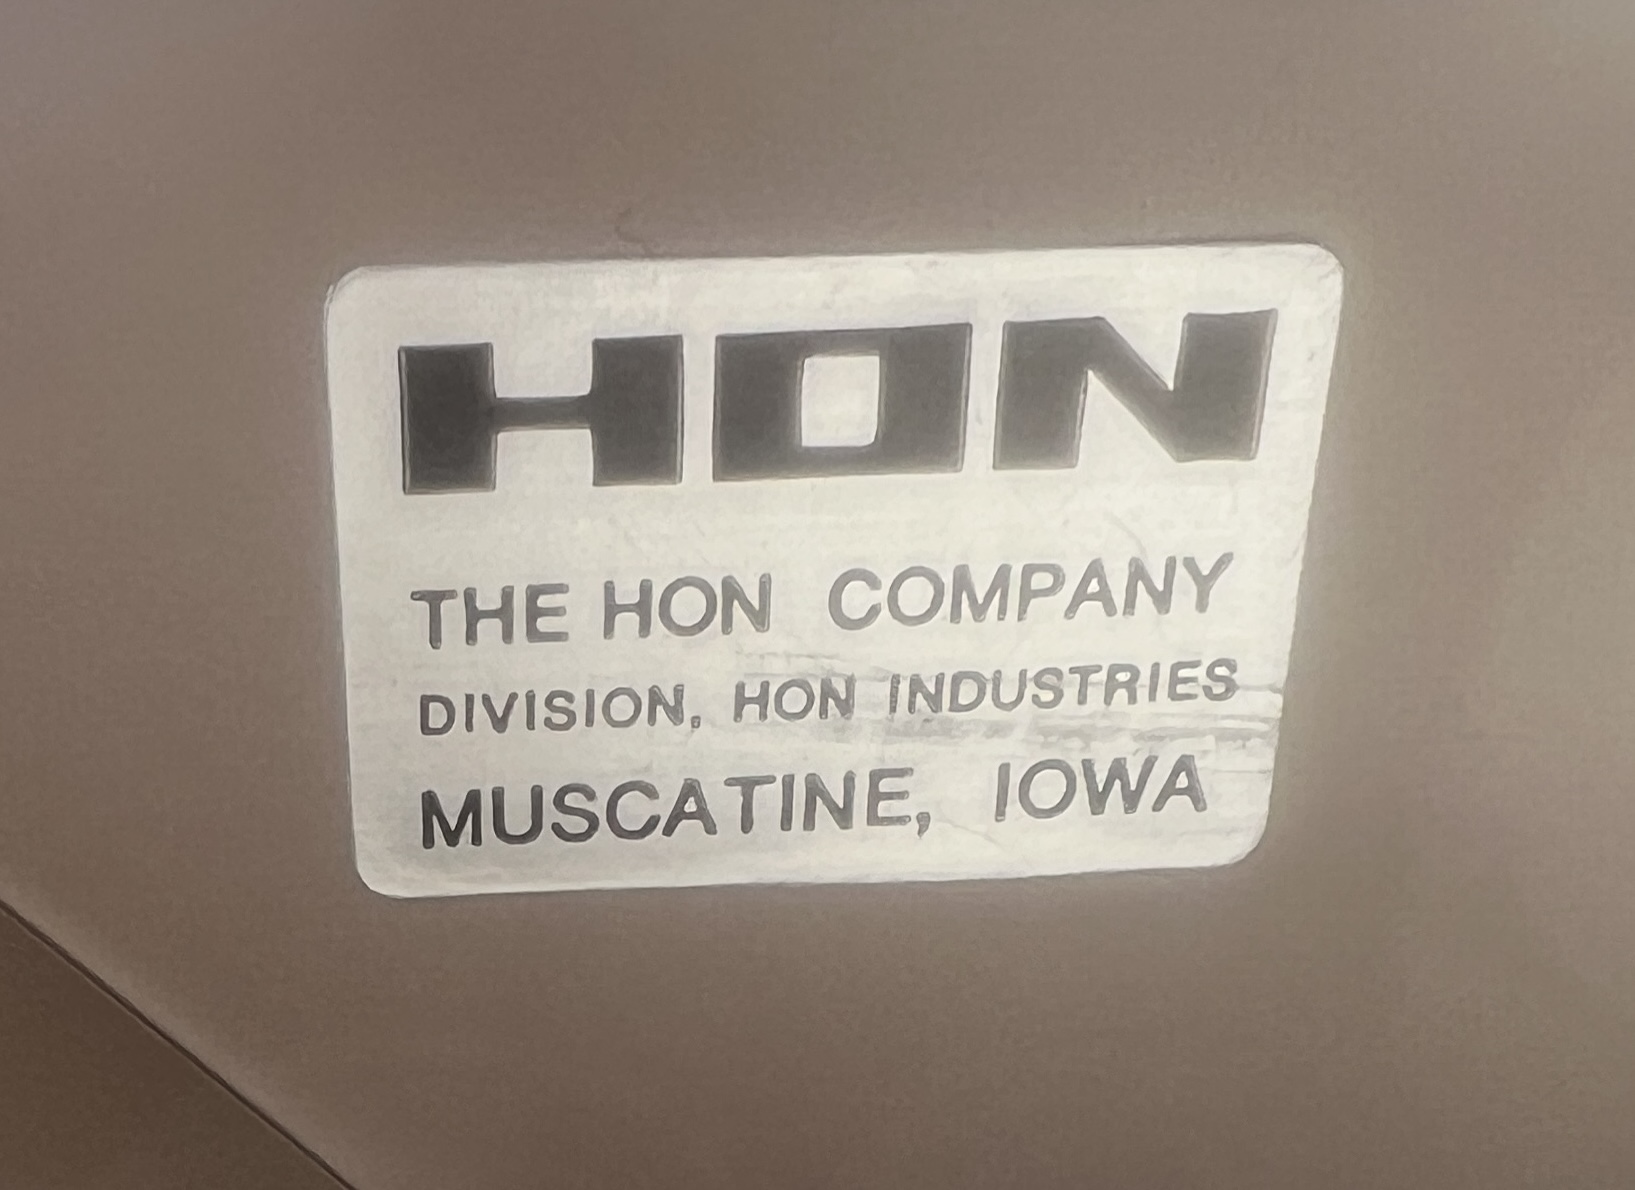 HON
THE HON COMPANY
DIVISION, HON INDUSTRIES
MUSCATINE, IOWA